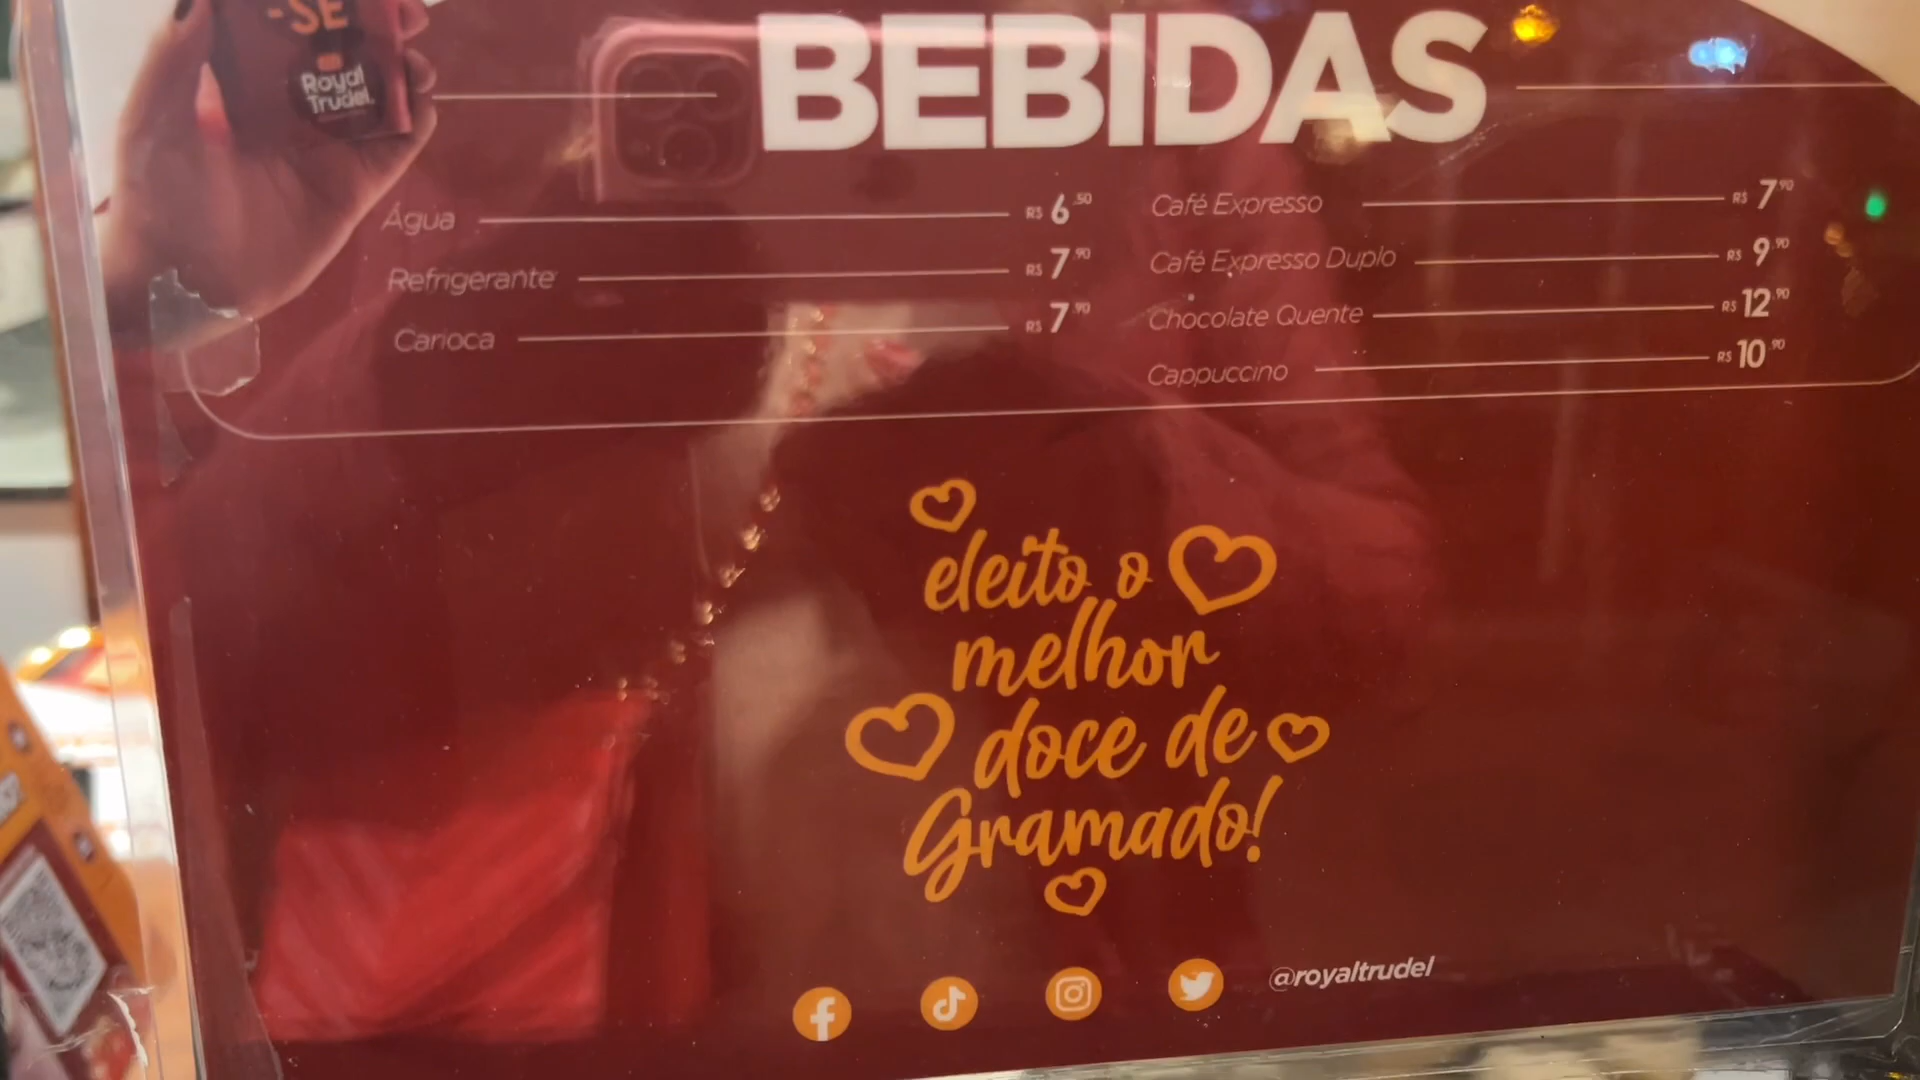 -SE
Royal
Trudel
BEBIDAS
Água R$ 6,50
Refrigerante R$ 7,90
Carioca R$ 7,90
Café Expresso R$ 7,90
Café Expresso Duplo R$ 9,90
Chocolate Quente R$ 12,90
Cappuccino R$ 10,90
eleito o
melhor
doce de
Gramado!
@royaltrudel